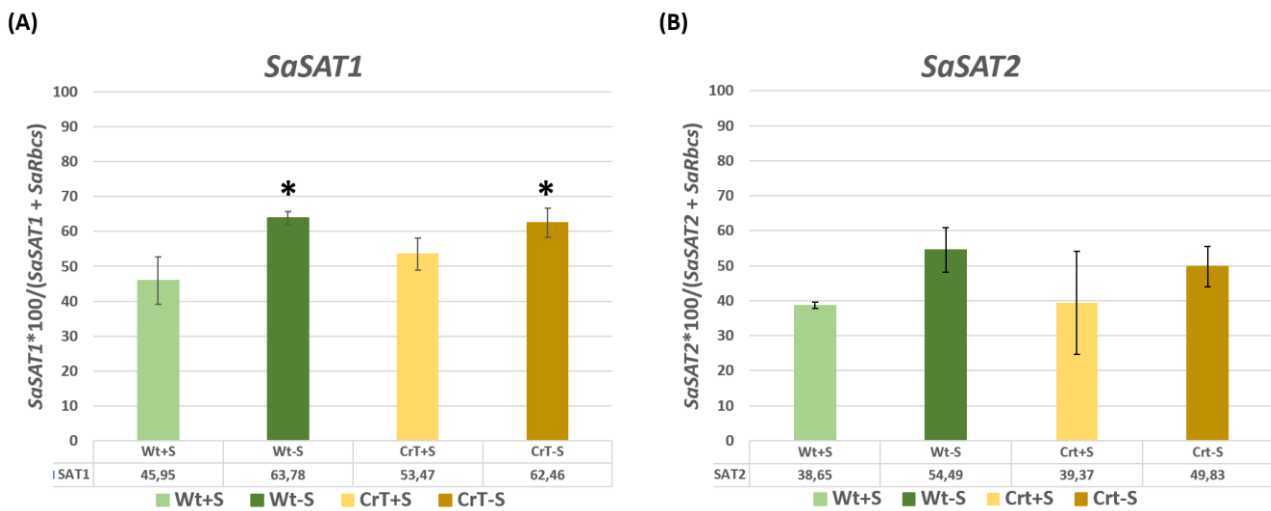 (A)
SaSAT1
SaSAT1*100/(SaSAT1 + SaRbcs)
100
90
80
70
60
50
40
30
20
10
0
*
*
Wt+S Wt-S CrT+S CrT-S
SAT1 45,95 63,78 53,47 62,46
Wt+S Wt-S CrT+S CrT-S
(B)
SaSAT2
SaSAT2*100/(SaSAT2 + SaRbcs)
100
90
80
70
60
50
40
30
20
10
0
Wt+S Wt-S Crt+S Crt-S
SAT2 38,65 54,49 39,37 49,83
Wt+S Wt-S Crt+S Crt-S